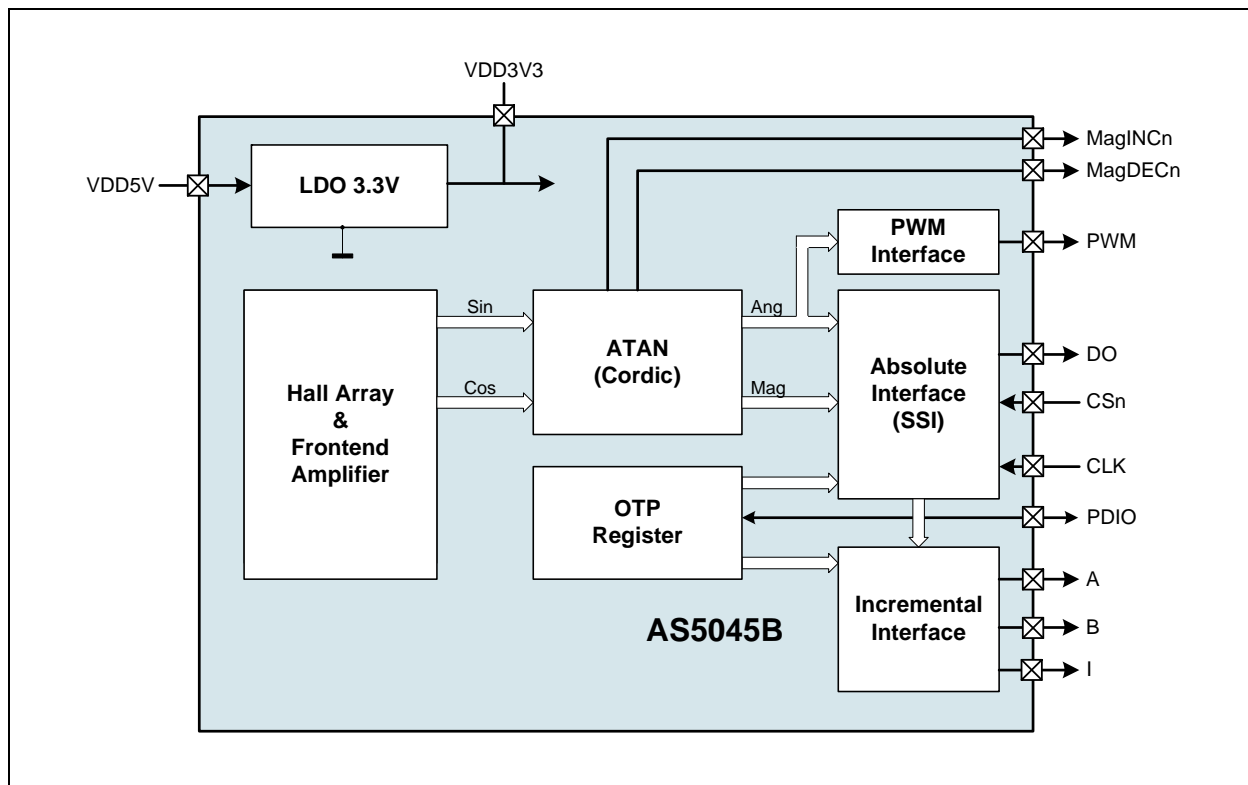 VDD3V3
VDD5V
LDO 3.3V
MagINCn
MagDECn
PWM
Interface
PWM
Hall Array
&
Frontend
Amplifier
Sin
Cos
ATAN
(Cordic)
Ang
Mag
Absolute
Interface
(SSI)
DO
CSn
CLK
OTP
Register
PDIO
Incremental
Interface
A
B
I
AS5045B